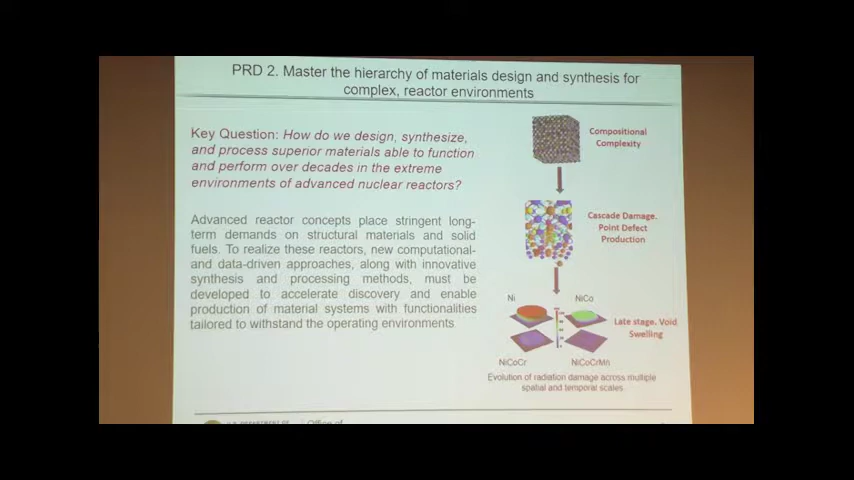 PRD 2. Master the hierarchy of materials design and synthesis for
complex, reactor environments
Key Question: How do we design, synthesize,
and process superior materials able to function
and perform over decades in the extreme
environments of advanced nuclear reactors?
Advanced reactor concepts place stringent long-
term demands on structural materials and solid
fuels. To realize these reactors, new computational-
and data-driven approaches, along with innovative
synthesis and processing methods, must be
developed to accelerate discovery and enable
production of material systems with functionalities
tailored to withstand the operating environments
Compositional
Complexity
Cascade Damage.
Point Defect
Production
Ni
NiCo
Late stage. Void
Swelling
NiCoCr
NiCoCrMn
Evolution of radiation damage across multiple
spatial and temporal scales.
U.S. DEPARTMENT OF
Office of